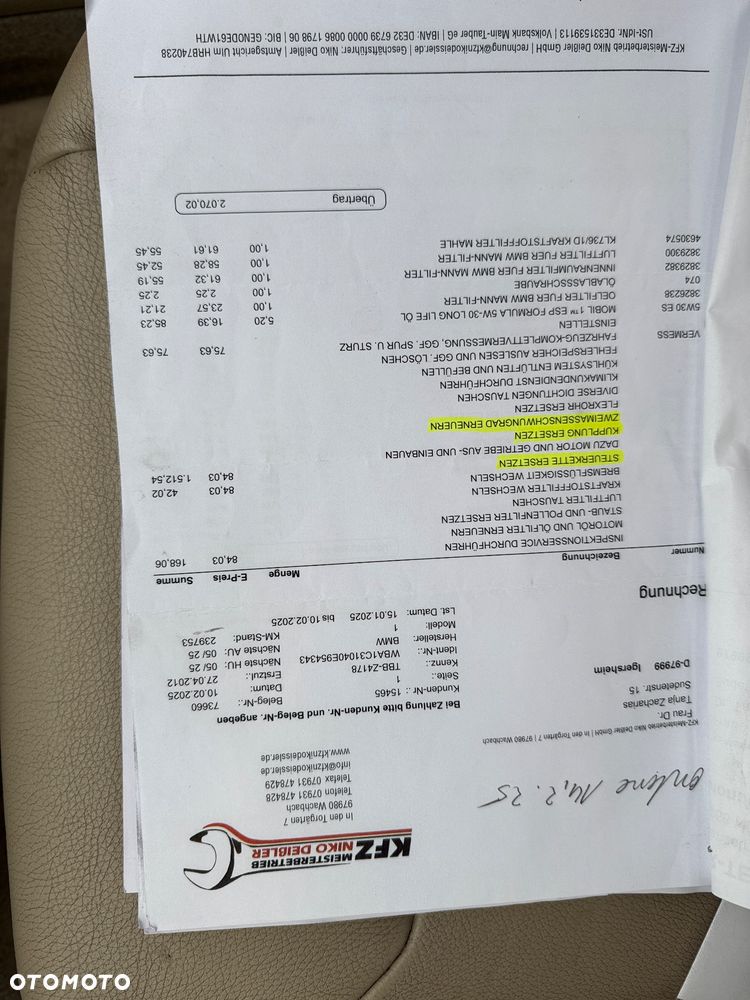 KFZ MEISTERBETRIEB
NIKO DEIßLER
In den Torgärten 7
97980 Wachbach
Telefon 07931 478428
Telefax 07931 478429
info@kfznikodeissler.de
www.kfznikodeissler.de
online 14.2.25
KFZ-Meisterbetrieb Niko Deißler GmbH | In den Torgärten 7 | 97980 Wachbach
Frau Dr.
Tanja Zacharias
Sudetenstr. 15
D-97999 Igersheim
Bei Zahlung bitte Kunden-Nr. und Beleg-Nr. angeben
Kunden-Nr.: 15465 Beleg-Nr.: 73660
Seite: 1 Datum: 10.02.2025
Kennz.: TBB-Z4178 Erstzul.: 27.04.2012
Ident-Nr.: WBA1C31040E954343 Nächste HU: 05/ 25
Hersteller: BMW Nächste AU: 05/ 25
Modell: 1 KM-Stand: 239753
Lst. Datum: 15.01.2025 bis 10.02.2025
Rechnung
Nummer Bezeichnung Menge E-Preis Summe
INSPEKTIONSSERVICE DURCHFÜHREN 84,03 168,06
MOTORÖL UND ÖLFILTER ERNEUERN
STAUB- UND POLLENFILTER ERSETZEN
LUFTFILTER TAUSCHEN
KRAFTSTOFFILTER WECHSELN
BREMSFLÜSSIGKEIT WECHSELN 84,03 42,02
STEUERKETTE ERSETZEN 84,03 1.512,54
DAZU MOTOR UND GETRIEBE AUS- UND EINBAUEN
KUPPLUNG ERSETZEN
ZWEIMASSENSCHWUNGRAD ERNEUERN
FLEXROHR ERSETZEN
DIVERSE DICHTUNGEN TAUSCHEN
KLIMAKUNDENDIENST DURCHFÜHREN
KÜHLSYSTEM ENTLÜFTEN UND BEFÜLLEN
FEHLERSPEICHER AUSLESEN UND GGF. LÖSCHEN
VERMESS FAHRZEUG-KOMPLETTVERMESSUNG, GGF. SPUR U. STURZ 75,63 75,63
EINSTELLEN
5W30 ES MOBIL 1™ ESP FORMULA 5W-30 LONG LIFE ÖL 5,20 16,39 85,23
3826238 OELFILTER FUER BMW MANN-FILTER 1,00 23,57 21,21
074 ÖLABLASSSCHRAUBE 1,00 2,25 2,25
3829382 INNENRAUMFILTER FUER BMW MANN-FILTER 1,00 61,32 55,19
3829300 LUFTFILTER FUER BMW MANN-FILTER 1,00 58,28 52,45
4630574 KL736/1D KRAFTSTOFFFILTER MAHLE 1,00 61,61 55,45
Übertrag 2.070,02
KFZ-Meisterbetrieb Niko Deißler GmbH | rechnung@kfznikodeissler.de | Geschäftsführer: Niko Deißler | Amtsgericht Ulm HRB740238
USt-IdNr. DE331539113 | Volksbank Main-Tauber eG | IBAN: DE32 6739 0000 0086 1798 06 | BIC: GENODE61WTH
OTOMOTO